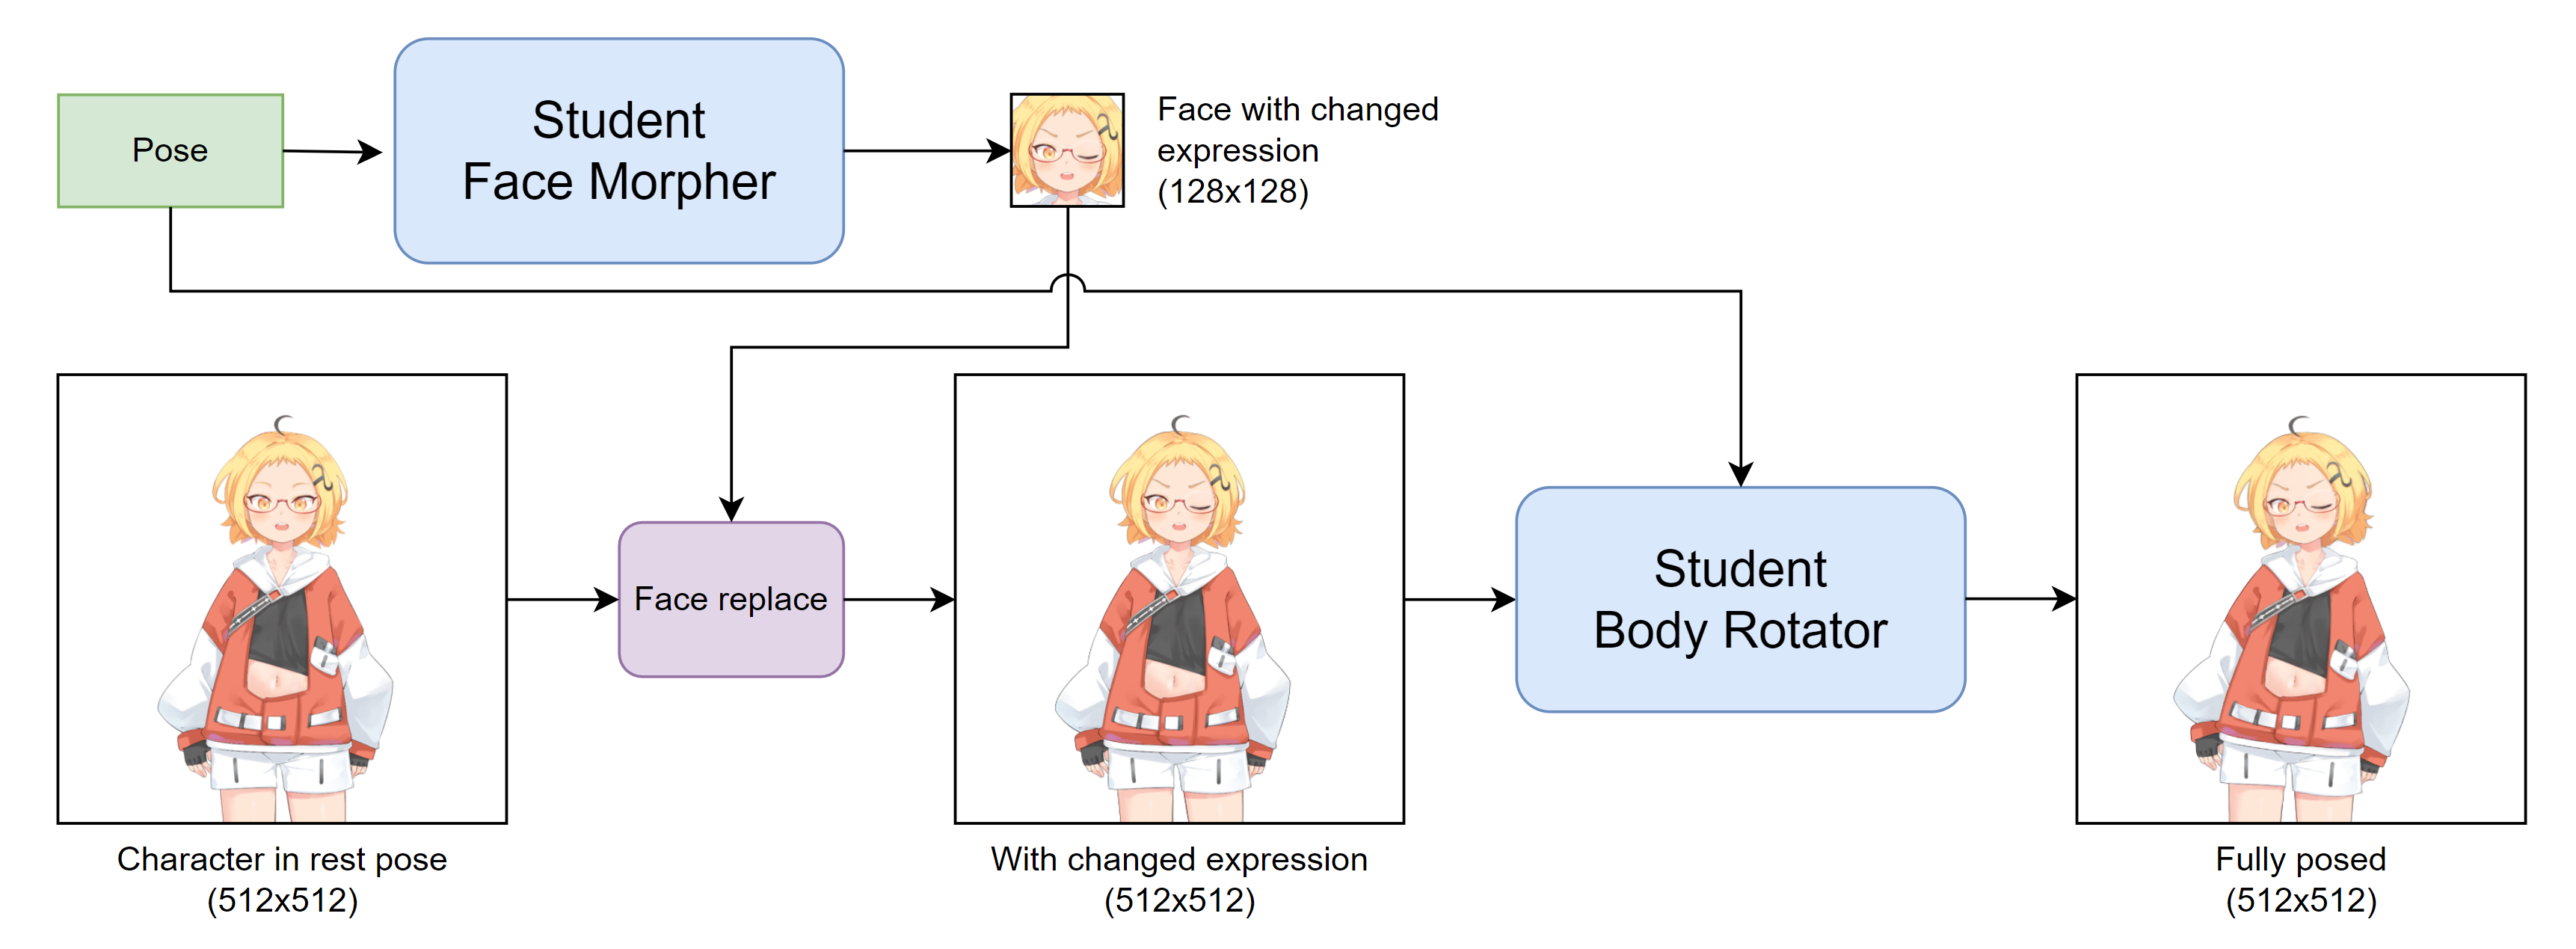 Pose
Student
Face Morpher
Face with changed
expression
(128x128)
Face replace
Student
Body Rotator
Character in rest pose
(512x512)
With changed expression
(512x512)
Fully posed
(512x512)